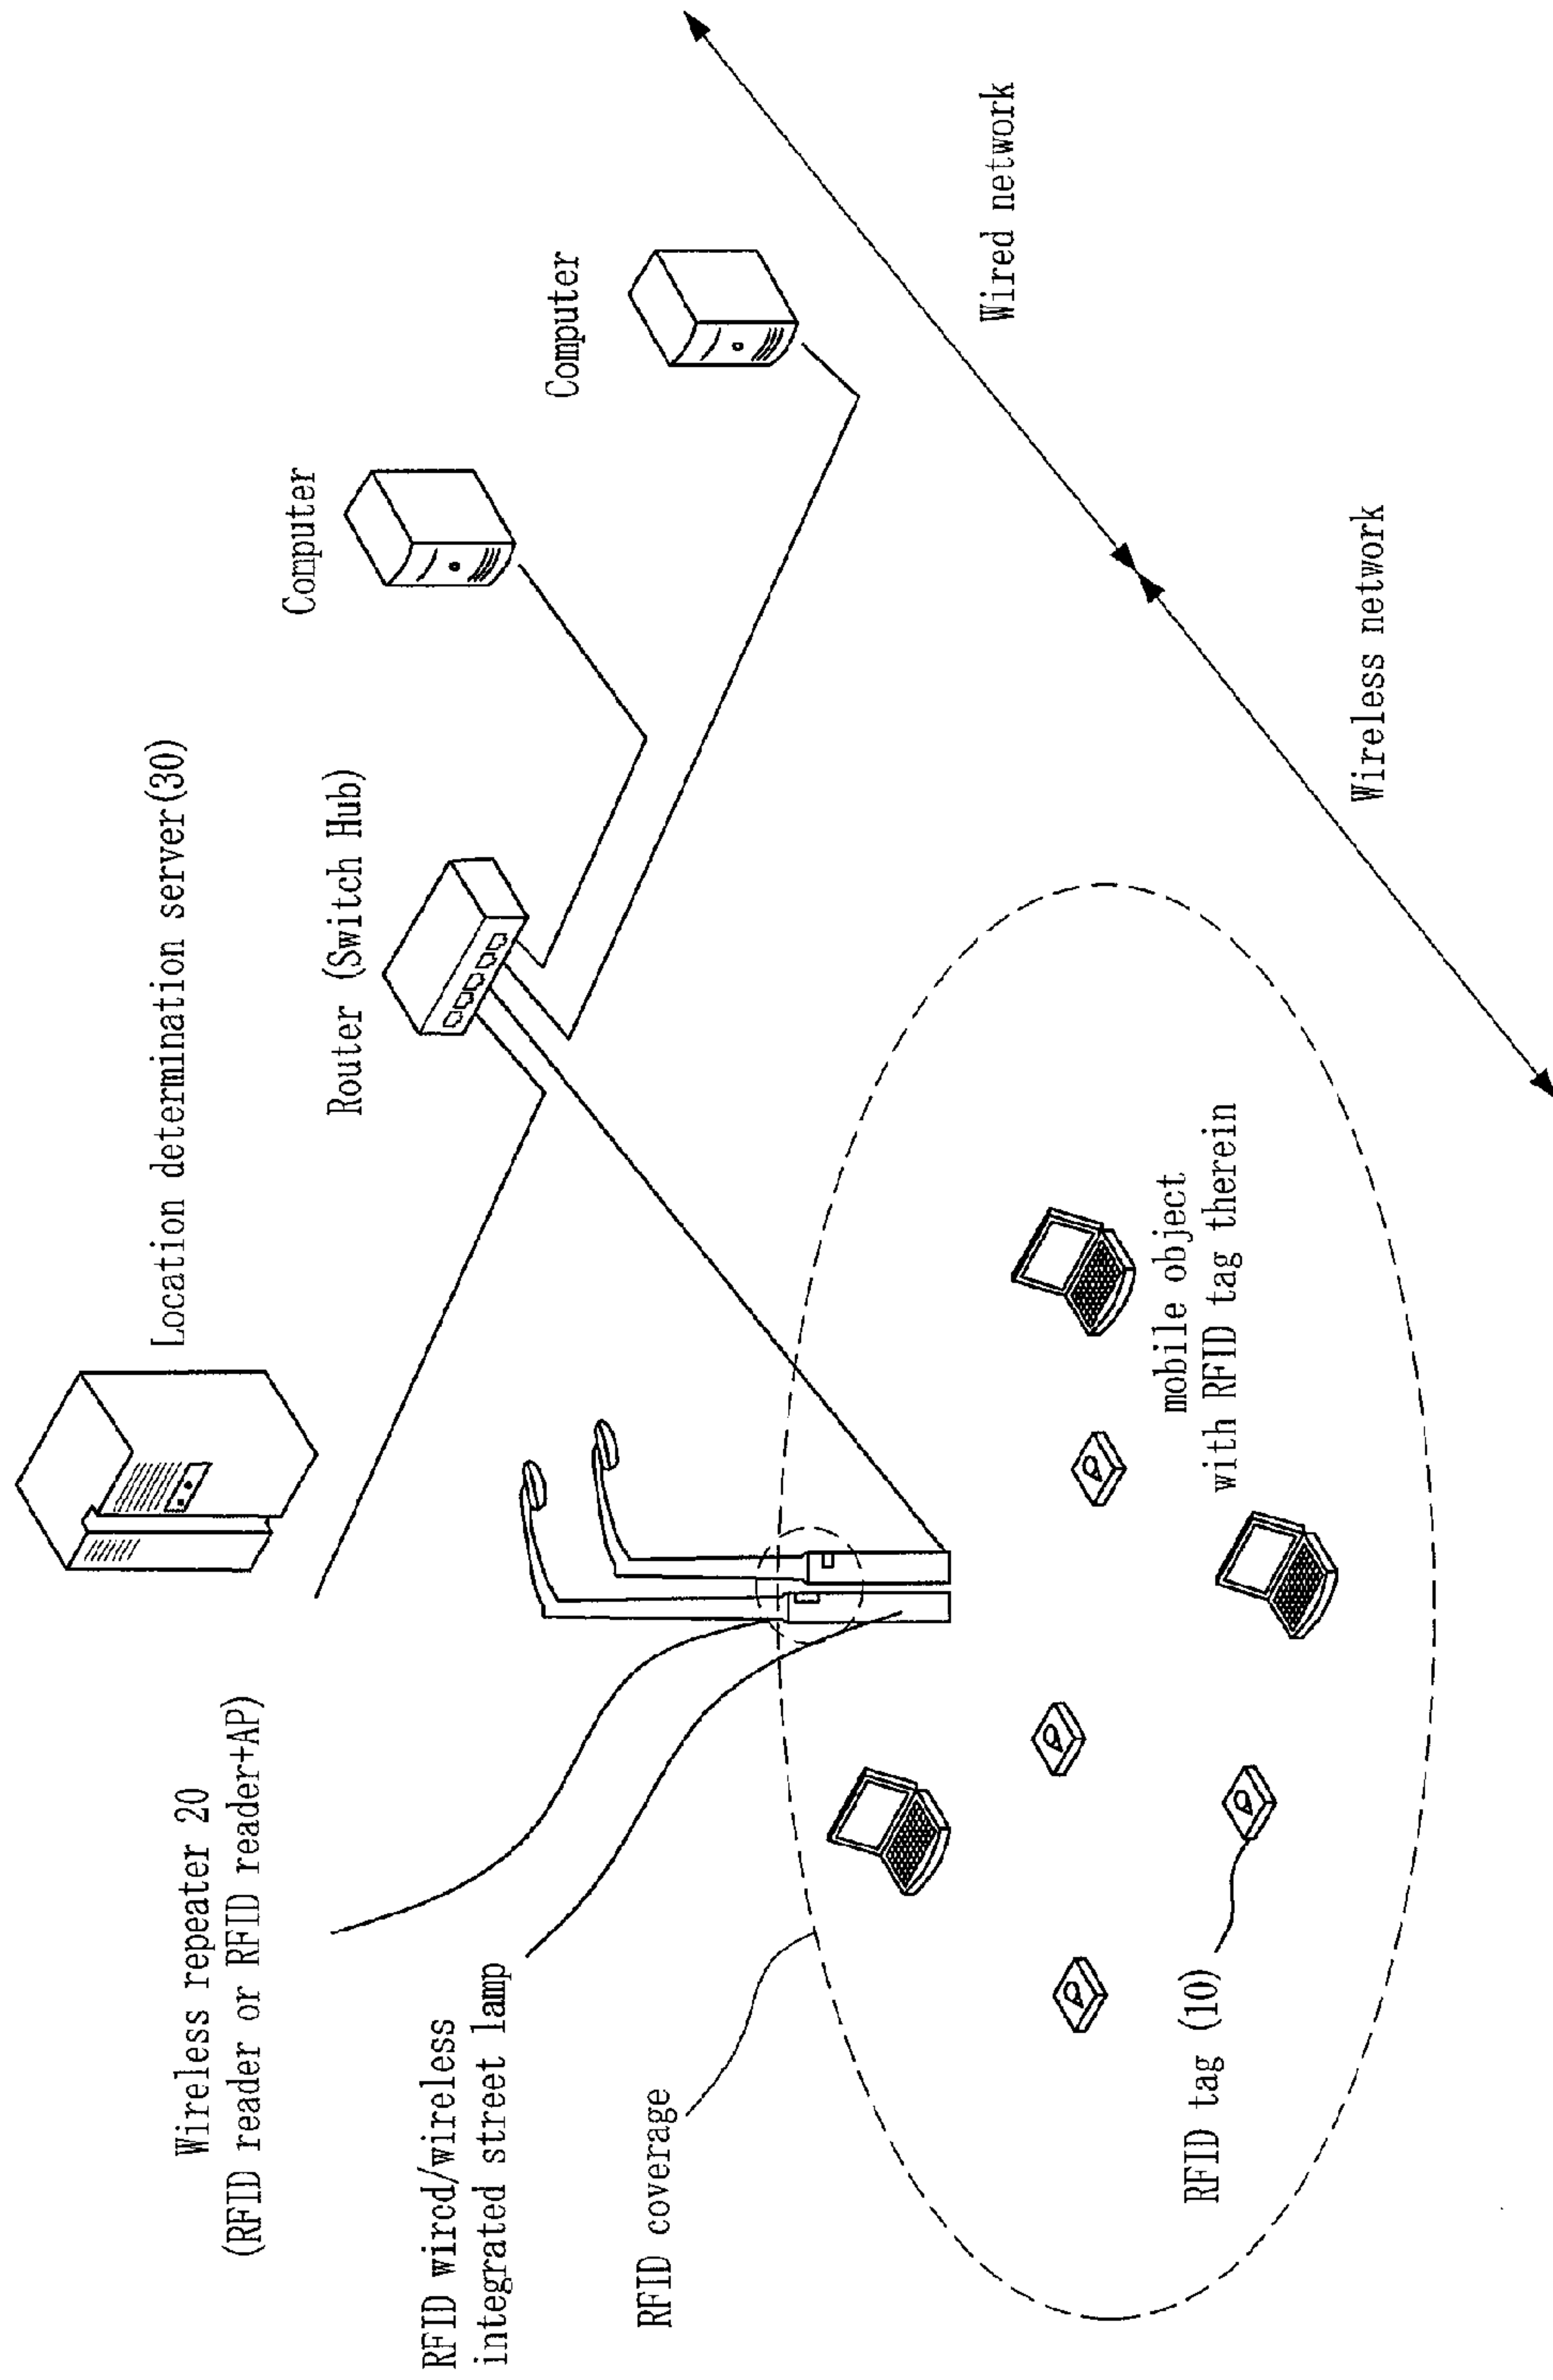 Wireless repeater 20
(RFID reader or RFID reader+AP)
Location determination server(30)
RFID wired/wireless
integrated street lamp
Router (Switch Hub)
Computer
Computer
RFID coverage
RFID tag (10)
mobile object
with RFID tag therein
Wired network
Wireless network